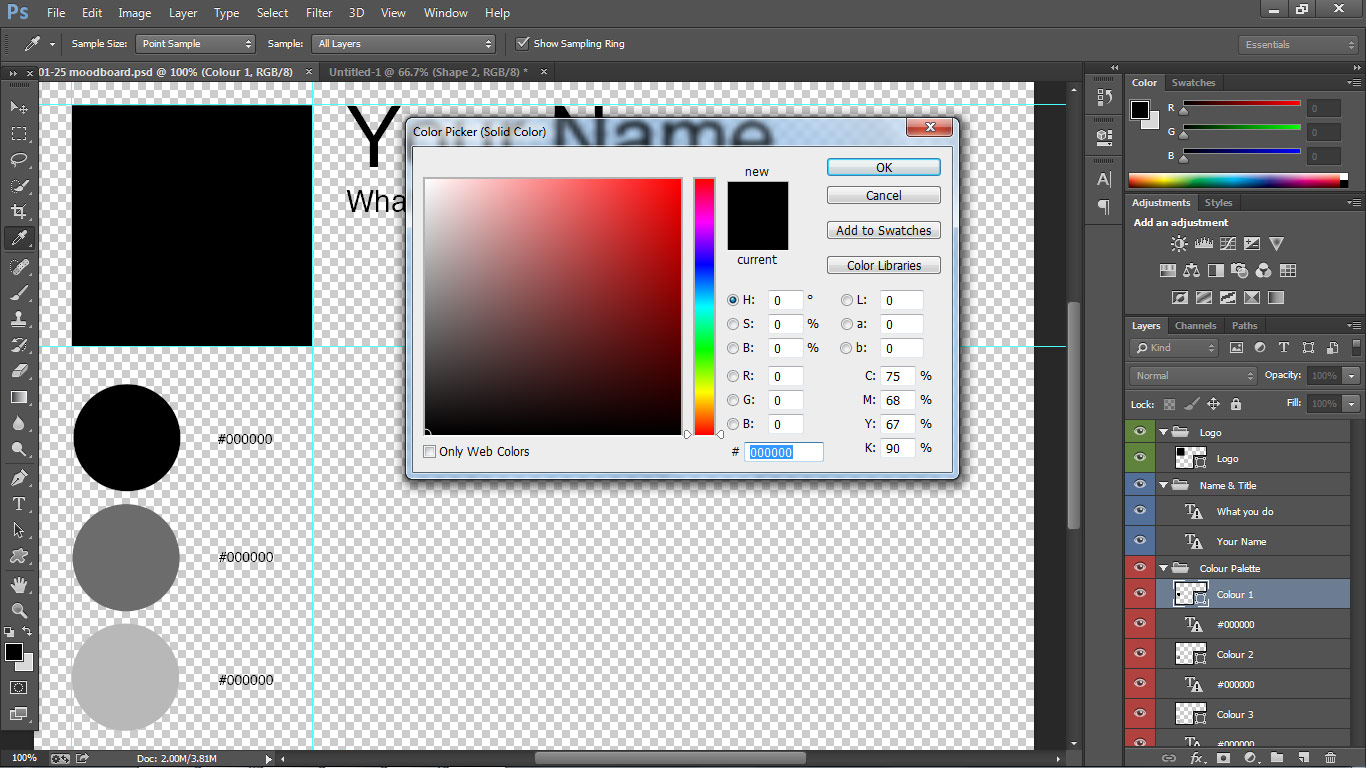 Ps File Edit Image Layer Type Select Filter 3D View Window Help
Sample Size: Point Sample Sample: All Layers Show Sampling Ring Essentials
01-25 moodboard.psd @ 100% (Colour 1, RGB/8) × Untitled-1 @ 66.7% (Shape 2, RGB/8) * ×
Your Name
Wha
#000000
#000000
#000000
Color Picker (Solid Color)
new
current
OK
Cancel
Add to Swatches
Color Libraries
H: 0 ° L: 0
S: 0 % a: 0
B: 0 % b: 0
R: 0 C: 75 %
G: 0 M: 68 %
B: 0 Y: 67 %
# 000000 K: 90 %
Only Web Colors
Color Swatches
R 0
G 0
B 0
Adjustments Styles
Add an adjustment
Layers Channels Paths
Kind
Normal Opacity: 100%
Lock: Fill: 100%
Logo
Logo
Name & Title
What you do
Your Name
Colour Palette
Colour 1
#000000
Colour 2
#000000
Colour 3
#000000
100% Doc: 2.00M/3.81M